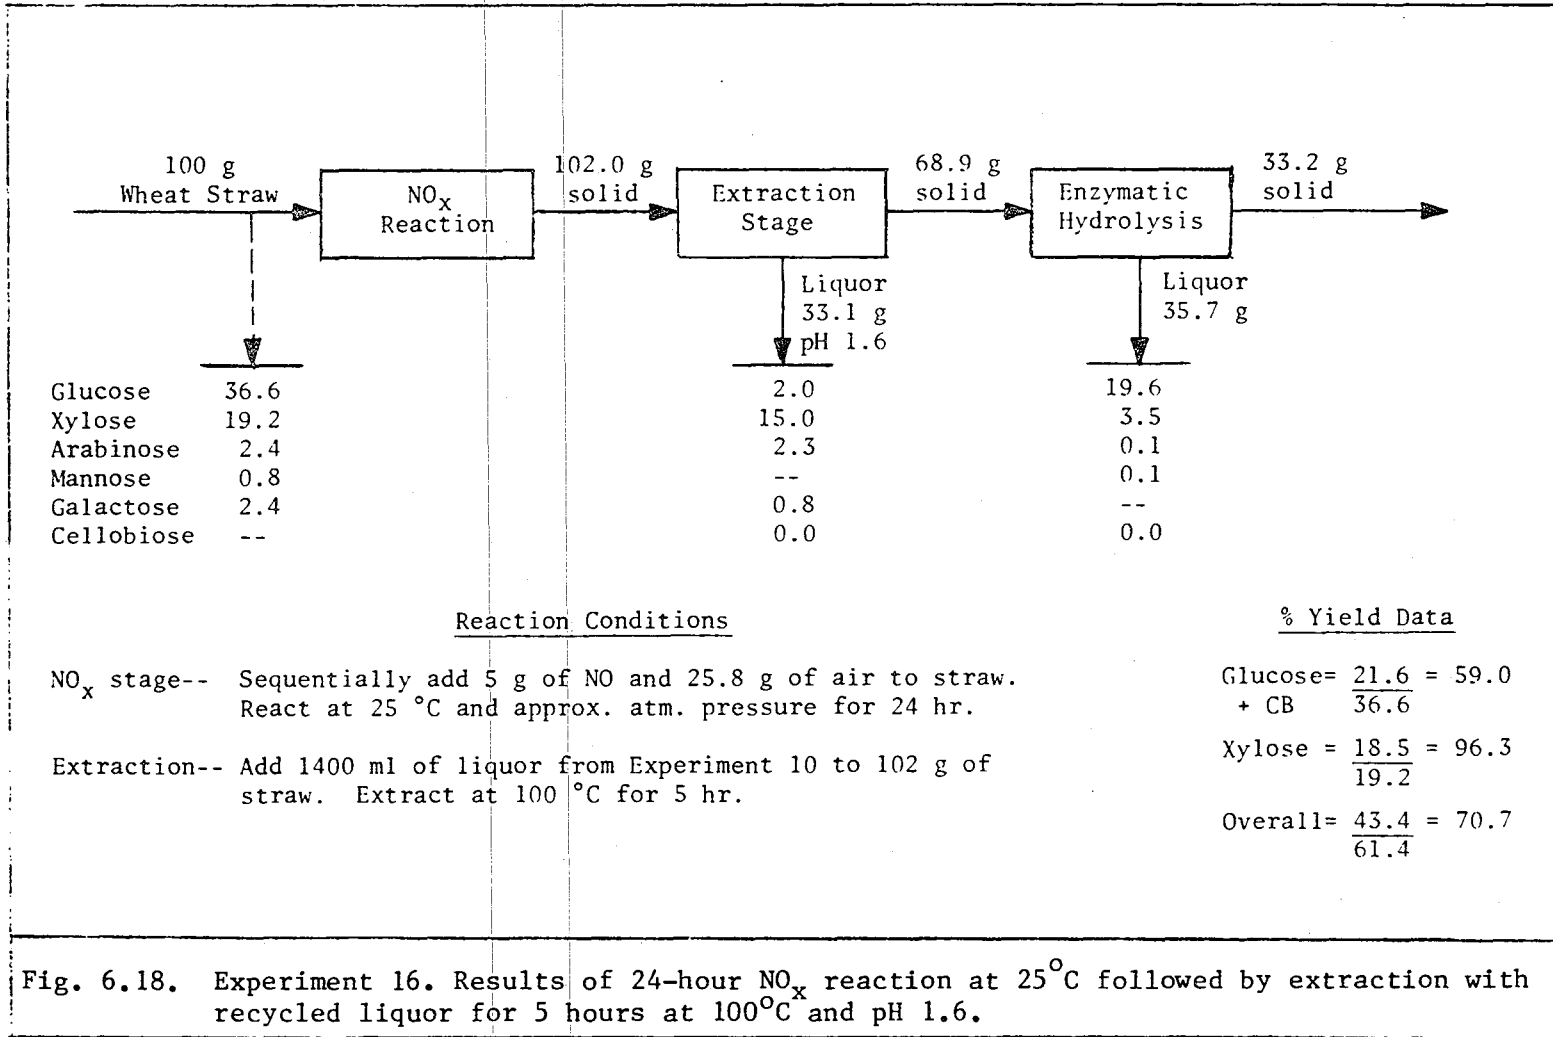 100 g
Wheat Straw
NOx
Reaction
102.0 g
solid
Extraction
Stage
68.9 g
solid
Enzymatic
Hydrolysis
33.2 g
solid
Liquor
33.1 g
pH 1.6
Liquor
35.7 g
Glucose 36.6 2.0 19.6
Xylose 19.2 15.0 3.5
Arabinose 2.4 2.3 0.1
Mannose 0.8 -- 0.1
Galactose 2.4 0.8 --
Cellobiose -- 0.0 0.0
Reaction Conditions
NOx stage-- Sequentially add 5 g of NO and 25.8 g of air to straw.
React at 25 °C and approx. atm. pressure for 24 hr.
Extraction-- Add 1400 ml of liquor from Experiment 10 to 102 g of
straw. Extract at 100 °C for 5 hr.
% Yield Data
Glucose= 21.6 = 59.0
+ CB 36.6
Xylose = 18.5 = 96.3
19.2
Overall= 43.4 = 70.7
61.4
Fig. 6.18. Experiment 16. Results of 24-hour NOx reaction at 25°C followed by extraction with
recycled liquor for 5 hours at 100°C and pH 1.6.